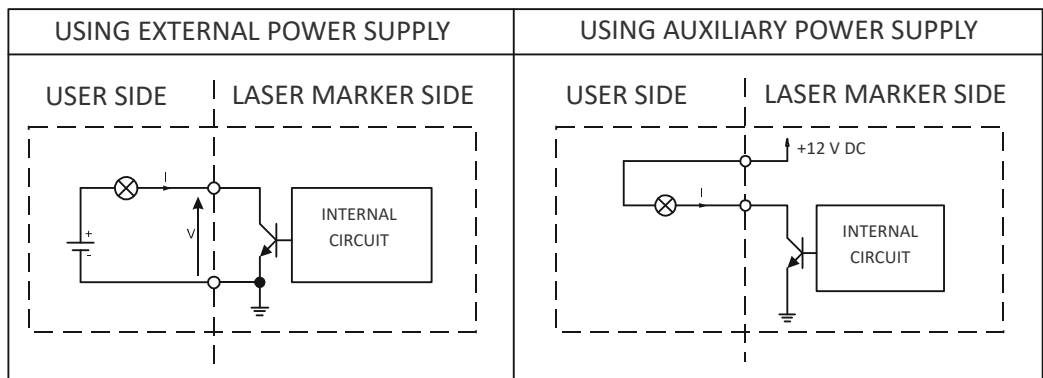 USING EXTERNAL POWER SUPPLY
USING AUXILIARY POWER SUPPLY
USER SIDE
LASER MARKER SIDE
I
V
+
-
INTERNAL
CIRCUIT
USER SIDE
LASER MARKER SIDE
+12 V DC
I
INTERNAL
CIRCUIT